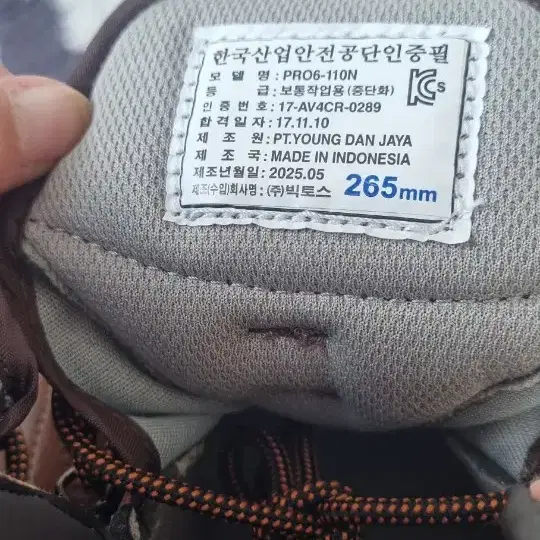 한국산업안전공단인증필
모 델 명 : PRO6-110N
등 급 : 보통작업용(중단화)
인 증 번 호 : 17-AV4CR-0289
합 격 일 자 : 17.11.10
제 조 원 : PT.YOUNG DAN JAYA
제 조 국 : MADE IN INDONESIA
제조년월일 : 2025.05
제조(수입)회사명 : (주)빅토스 265mm
KCs